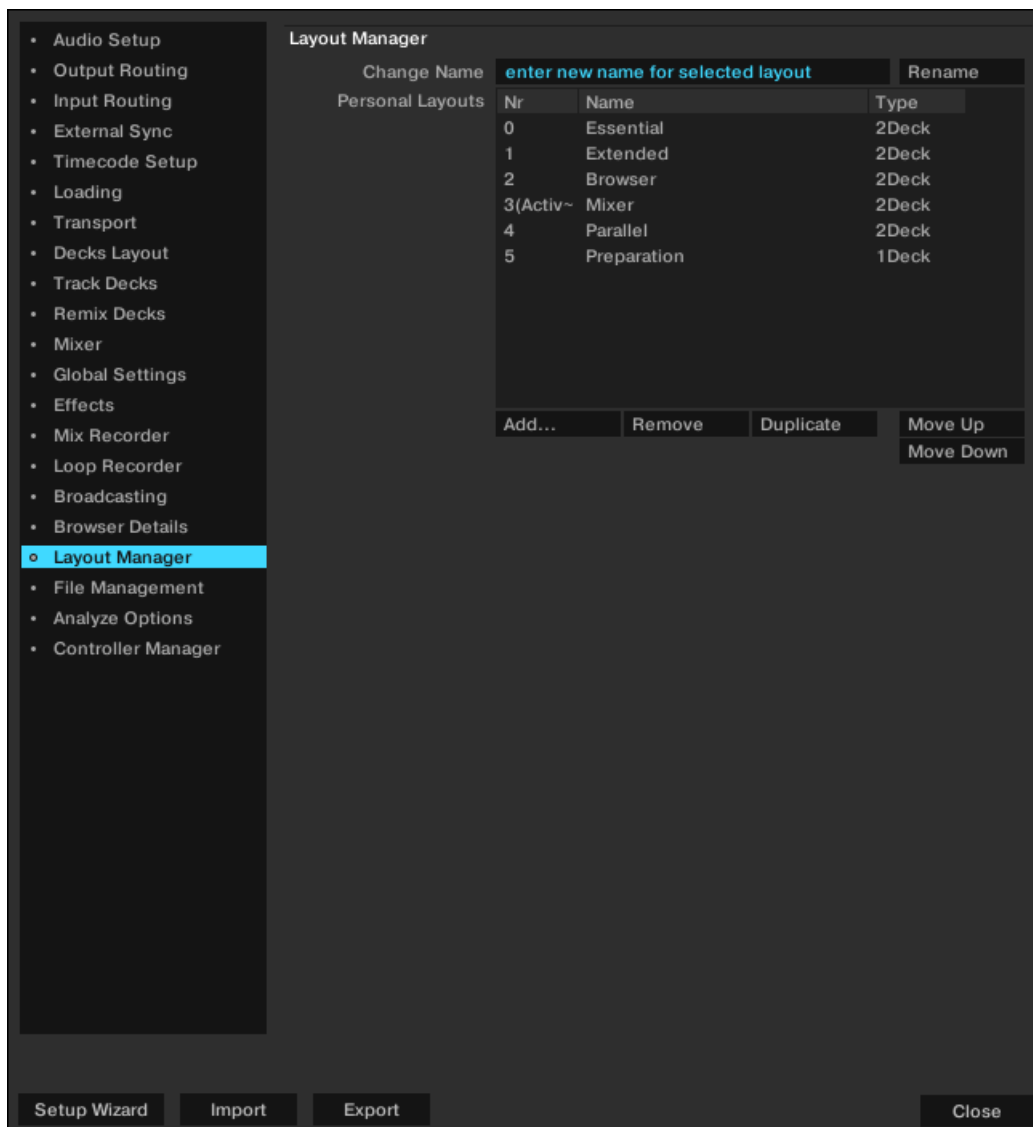 Audio Setup
Output Routing
Input Routing
External Sync
Timecode Setup
Loading
Transport
Decks Layout
Track Decks
Remix Decks
Mixer
Global Settings
Effects
Mix Recorder
Loop Recorder
Broadcasting
Browser Details
Layout Manager
File Management
Analyze Options
Controller Manager
Layout Manager
Change Name enter new name for selected layout Rename
Personal Layouts Nr Name Type
0 Essential 2Deck
1 Extended 2Deck
2 Browser 2Deck
3(Activ~ Mixer 2Deck
4 Parallel 2Deck
5 Preparation 1Deck
Add... Remove Duplicate Move Up
Move Down
Setup Wizard Import Export Close